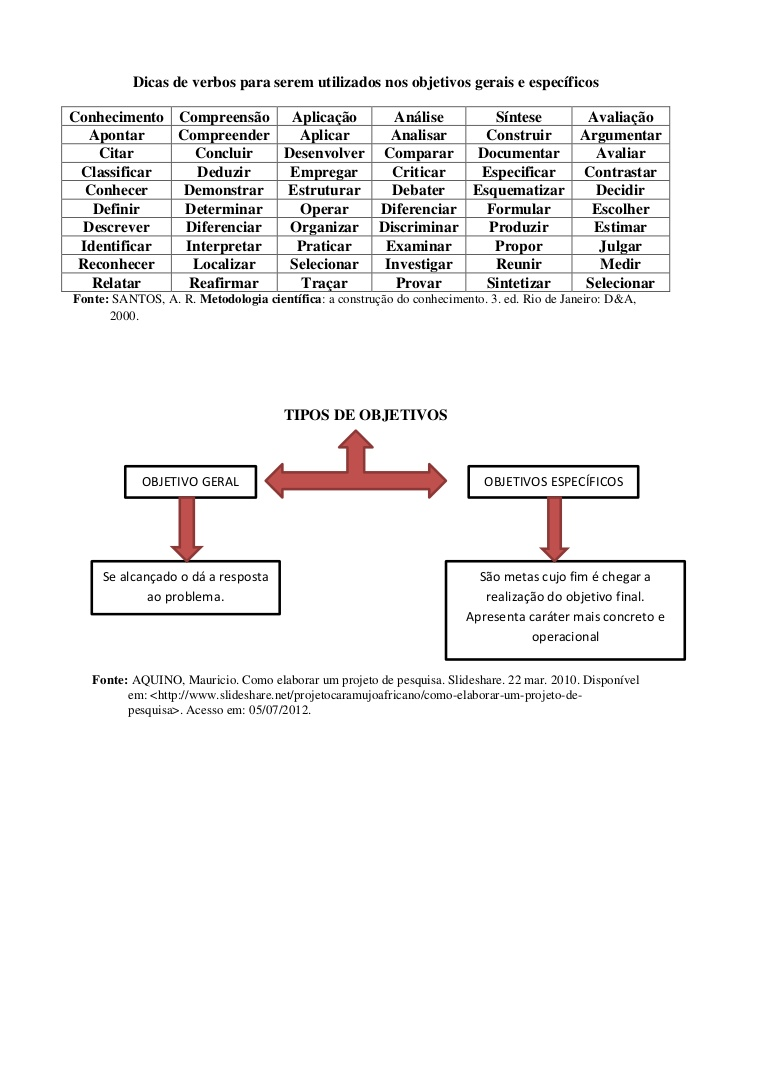 Dicas de verbos para serem utilizados nos objetivos gerais e específicos
Conhecimento Compreensão Aplicação Análise Síntese Avaliação
Apontar Compreender Aplicar Analisar Construir Argumentar
Citar Concluir Desenvolver Comparar Documentar Avaliar
Classificar Deduzir Empregar Criticar Especificar Contrastar
Conhecer Demonstrar Estruturar Debater Esquematizar Decidir
Definir Determinar Operar Diferenciar Formular Escolher
Descrever Diferenciar Organizar Discriminar Produzir Estimar
Identificar Interpretar Praticar Examinar Propor Julgar
Reconhecer Localizar Selecionar Investigar Reunir Medir
Relatar Reafirmar Traçar Provar Sintetizar Selecionar
Fonte: SANTOS, A. R. Metodologia científica: a construção do conhecimento. 3. ed. Rio de Janeiro: D&A,
2000.
TIPOS DE OBJETIVOS
OBJETIVO GERAL
OBJETIVOS ESPECÍFICOS
Se alcançado o dá a resposta
ao problema.
São metas cujo fim é chegar a
realização do objetivo final.
Apresenta caráter mais concreto e
operacional
Fonte: AQUINO, Mauricio. Como elaborar um projeto de pesquisa. Slideshare. 22 mar. 2010. Disponível
em: <http://www.slideshare.net/projetocaramujoafricano/como-elaborar-um-projeto-de-
pesquisa>. Acesso em: 05/07/2012.